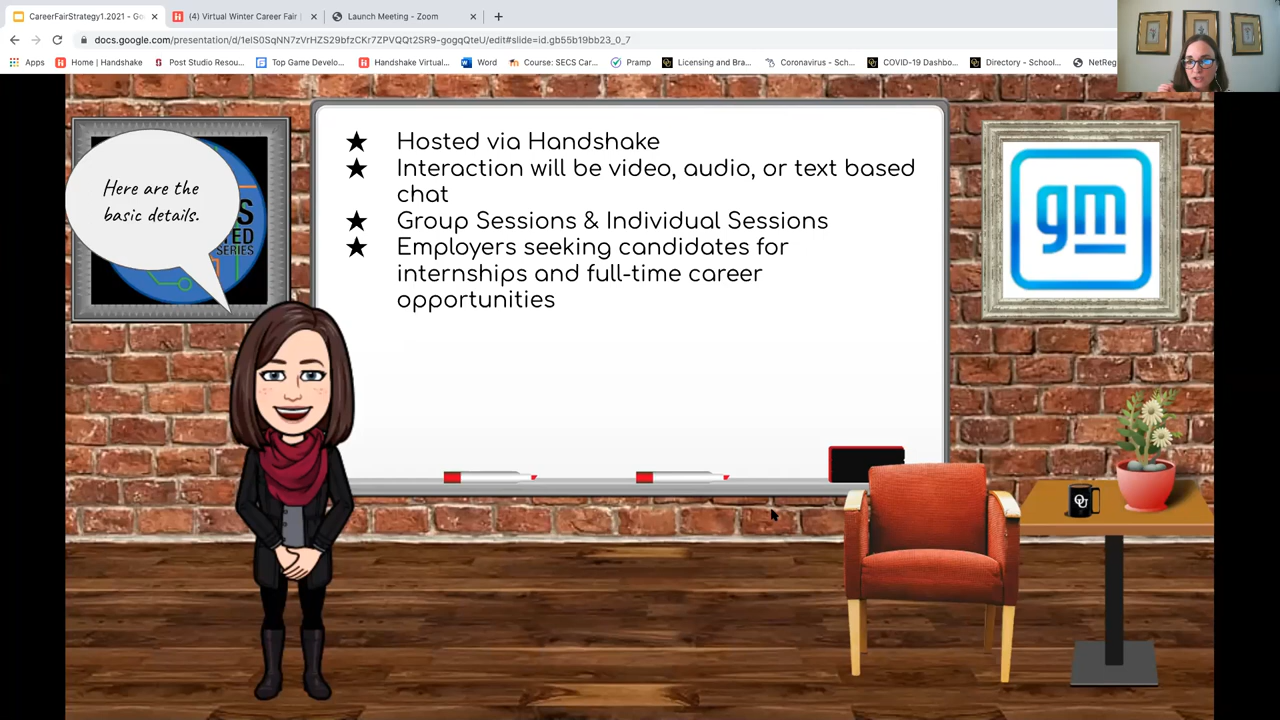 CareerFairStrategy1.2021 - Go
(4) Virtual Winter Career Fair
Launch Meeting - Zoom
docs.google.com/presentation/d/1eIS0SqNN7zVrHZS29bfzCKr7ZPVQQt2SR9-gogqQteU/edit#slide=id.gb55b19bb23_0_7
Apps
Home | Handshake
Post Studio Resou...
Top Game Develo...
Handshake Virtual...
Word
Course: SECS Car...
Pramp
Licensing and Bra...
Coronavirus - Sch...
COVID-19 Dashbo...
Directory - School...
NetReg
Here are the
basic details.
SERIES
★ Hosted via Handshake
★ Interaction will be video, audio, or text based
chat
★ Group Sessions & Individual Sessions
★ Employers seeking candidates for
internships and full-time career
opportunities
gm
OU